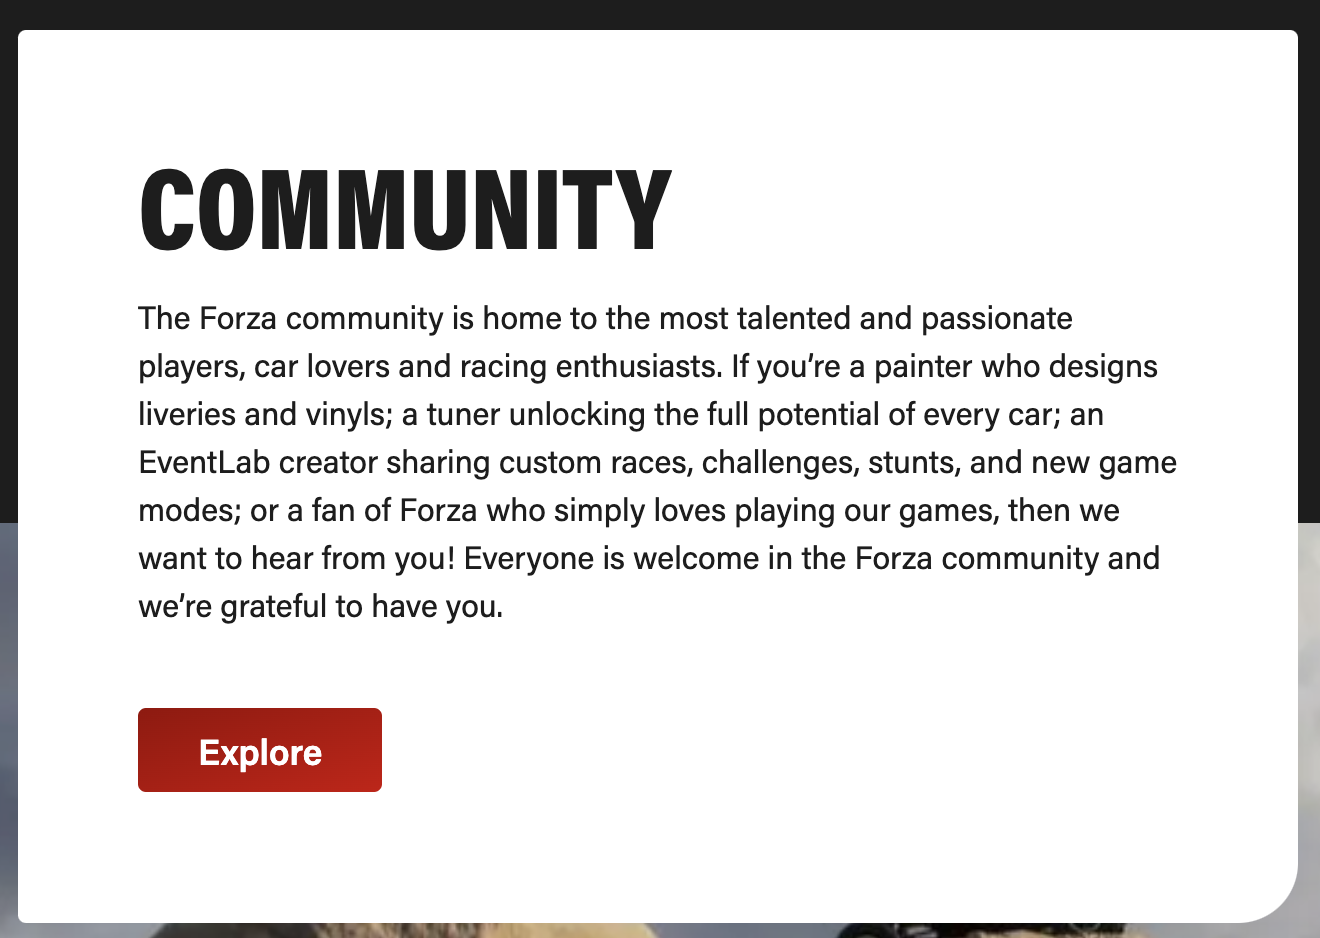 COMMUNITY
The Forza community is home to the most talented and passionate
players, car lovers and racing enthusiasts. If you’re a painter who designs
liveries and vinyls; a tuner unlocking the full potential of every car; an
EventLab creator sharing custom races, challenges, stunts, and new game
modes; or a fan of Forza who simply loves playing our games, then we
want to hear from you! Everyone is welcome in the Forza community and
we’re grateful to have you.
Explore